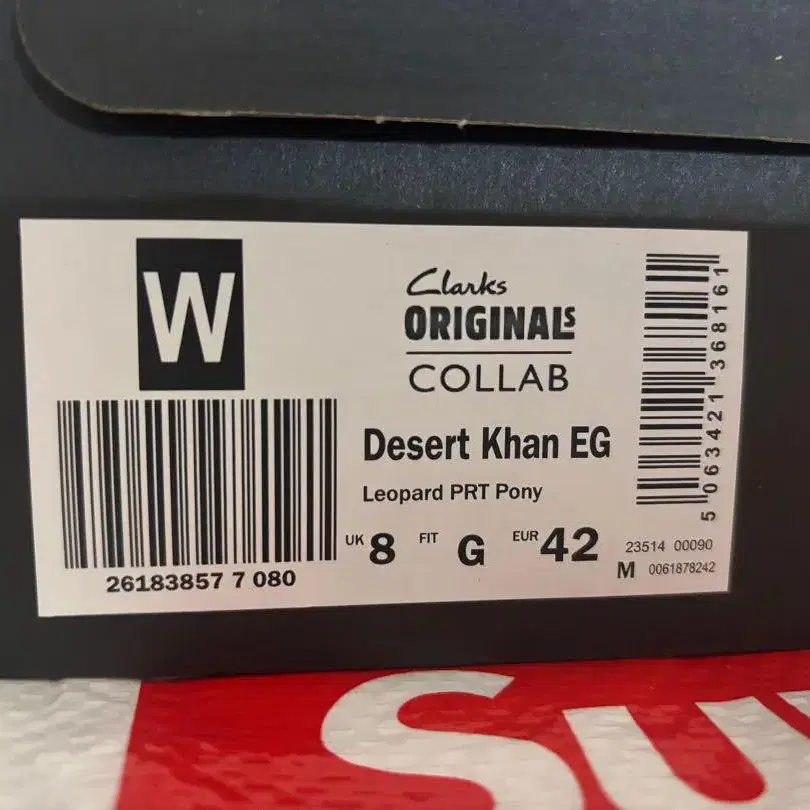 W
Clarks
ORIGINALS
COLLAB
Desert Khan EG
Leopard PRT Pony
UK 8 FIT G EUR 42
26183857 7 080
23514 00090
M 0061878242
5 063421 368161
Su